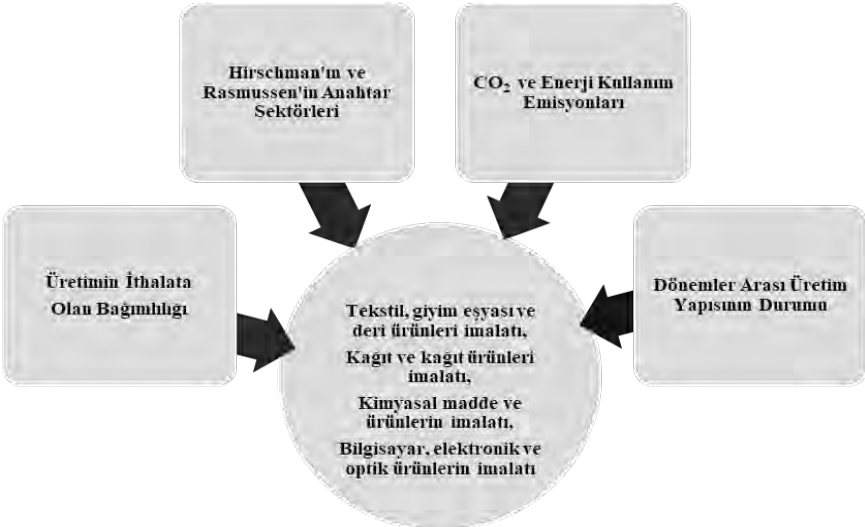 Hirschman'ın ve
Rasmussen'in Anahtar
Sektörleri
CO₂ ve Enerji Kullanım
Emisyonları
Üretimin İthalata
Olan Bağımlılığı
Dönemler Arası Üretim
Yapısının Durumu
Tekstil, giyim eşyası ve
deri ürünleri imalatı,
Kağıt ve kağıt ürünleri
imalatı,
Kimyasal madde ve
ürünlerin imalatı,
Bilgisayar, elektronik ve
optik ürünlerin imalatı